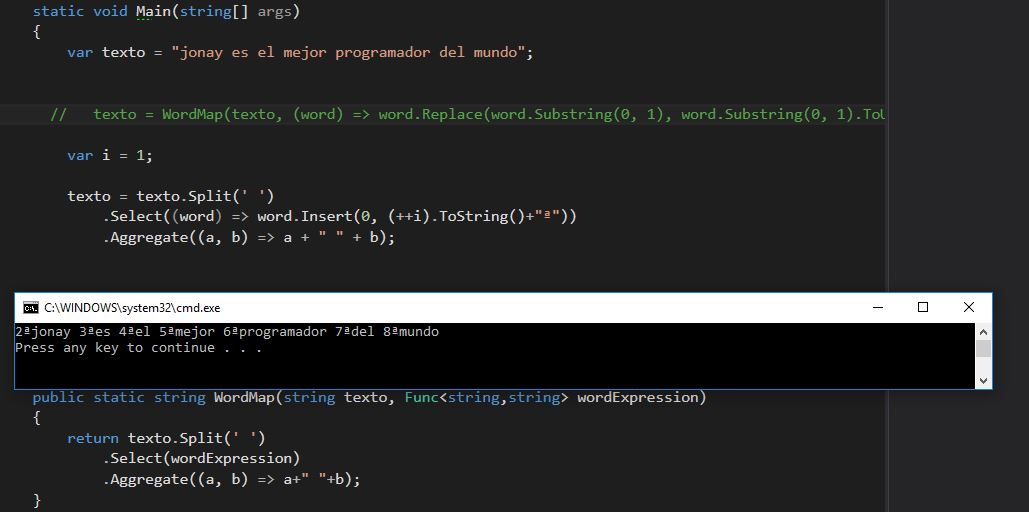 static void Main(string[] args)
{
var texto = "jonay es el mejor programador del mundo";
// texto = WordMap(texto, (word) => word.Replace(word.Substring(0, 1), word.Substring(0, 1).ToU
var i = 1;
texto = texto.Split(' ')
.Select((word) => word.Insert(0, (++i).ToString()+"ª"))
.Aggregate((a, b) => a + " " + b);
C:\WINDOWS\system32\cmd.exe
2ªjonay 3ªes 4ªel 5ªmejor 6ªprogramador 7ªdel 8ªmundo
Press any key to continue . . .
public static string WordMap(string texto, Func<string,string> wordExpression)
{
return texto.Split(' ')
.Select(wordExpression)
.Aggregate((a, b) => a+" "+b);
}